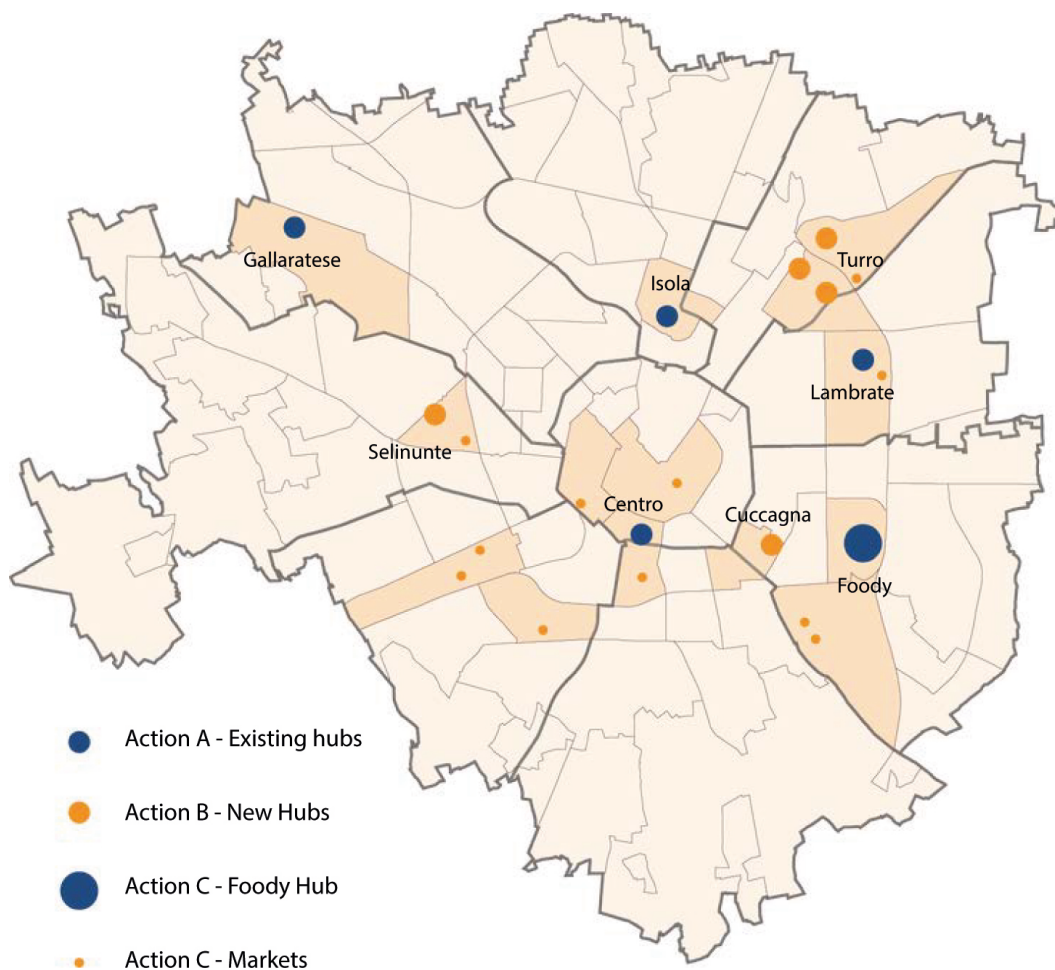 Gallaratese
Isola
Turro
Lambrate
Selinunte
Centro
Cuccagna
Foody
Action A - Existing hubs
Action B - New Hubs
Action C - Foody Hub
Action C - Markets